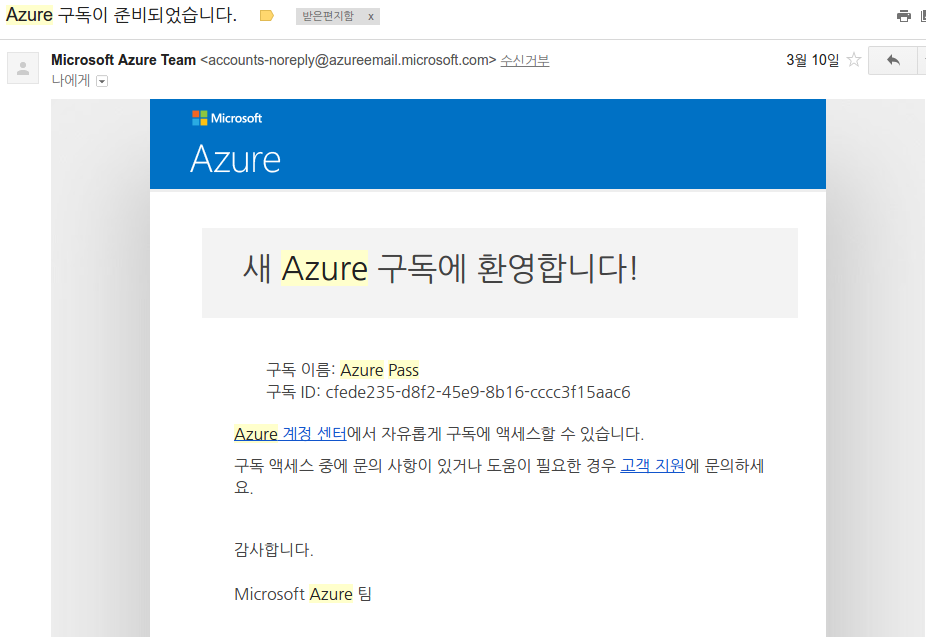 Azure 구독이 준비되었습니다.
받은편지함 x
Microsoft Azure Team <accounts-noreply@azureemail.microsoft.com> 수신거부
3월 10일
나에게
Microsoft
Azure
새 Azure 구독에 환영합니다!
구독 이름: Azure Pass
구독 ID: cfede235-d8f2-45e9-8b16-cccc3f15aac6
Azure 계정 센터에서 자유롭게 구독에 액세스할 수 있습니다.
구독 액세스 중에 문의 사항이 있거나 도움이 필요한 경우 고객 지원에 문의하세
요.
감사합니다.
Microsoft Azure 팀